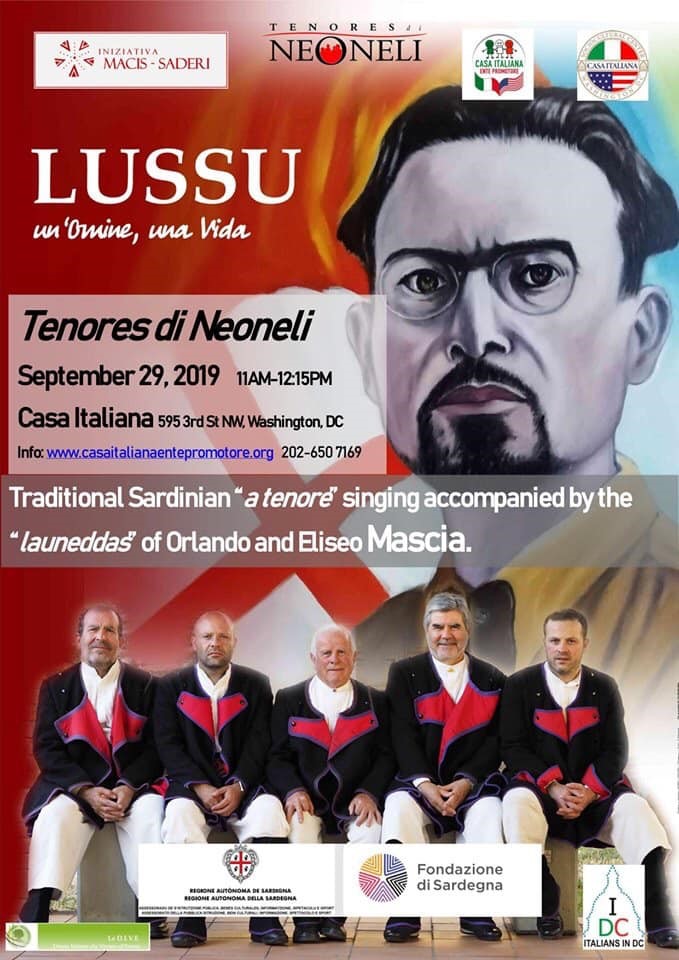 INIZIATIVA
MACIS - SADERI
TENORES di
NEONELI
CASA ITALIANA
ENTE PROMOTORE
CASA ITALIANA
LUSSU
un'Omine, una Vida
Tenores di Neoneli
September 29, 2019 11AM-12:15PM
Casa Italiana 595 3rd St NW, Washington, DC
Info: www.casaitalianaentepromotore.org 202-650 7169
Traditional Sardinian "a tenore" singing accompanied by the
"launeddas" of Orlando and Eliseo Mascia.
REGIONE AUTÒNOMA DE SARDIGNA
REGIONE AUTONOMA DELLA SARDEGNA
Fondazione
di Sardegna
Le D.I.V.E.
I
DC
ITALIANS IN DC